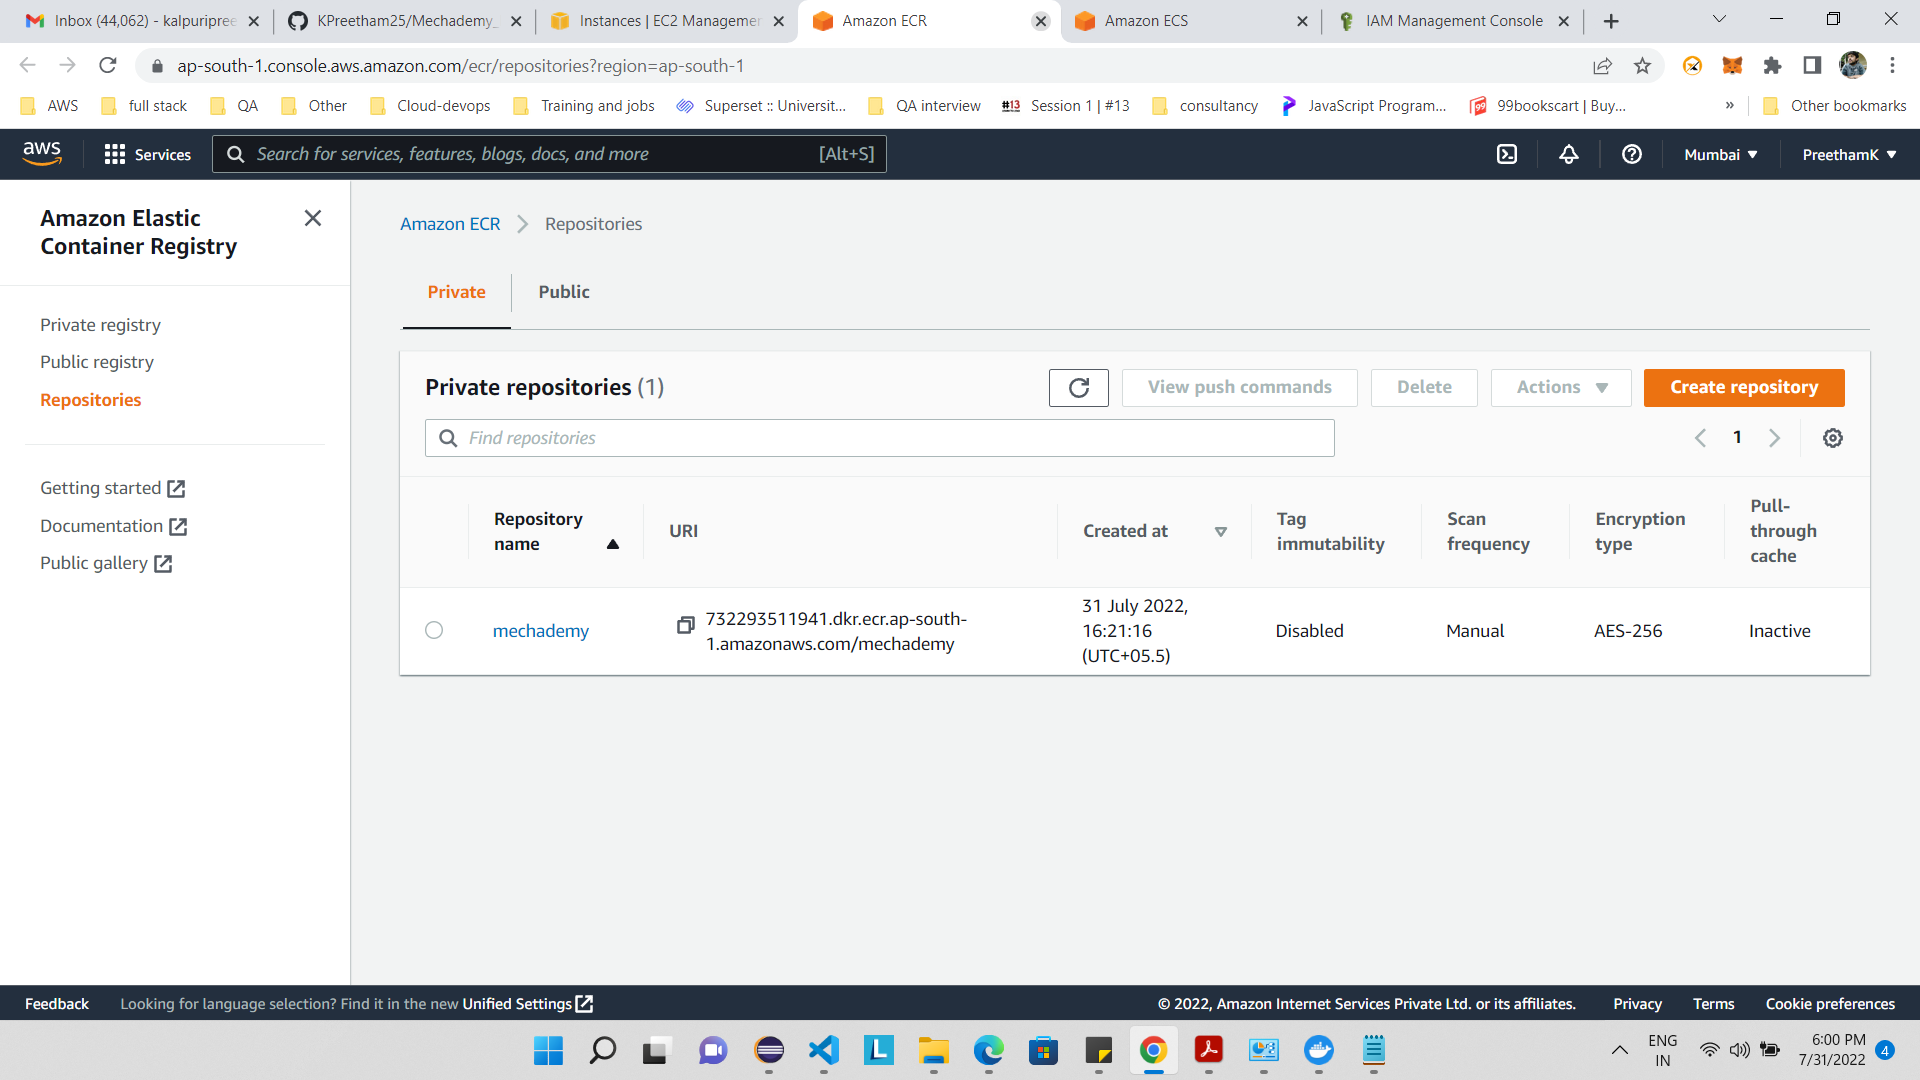 Inbox (44,062) - kalpuripree
KPreetham25/Mechademy_
Instances | EC2 Managemen
Amazon ECR
Amazon ECS
IAM Management Console
ap-south-1.console.aws.amazon.com/ecr/repositories?region=ap-south-1
AWS
full stack
QA
Other
Cloud-devops
Training and jobs
Superset :: Universit...
QA interview
#13
Session 1 | #13
consultancy
JavaScript Program...
99
99bookscart | Buy...
»
Other bookmarks
aws
Services
Search for services, features, blogs, docs, and more
[Alt+S]
Mumbai
PreethamK
Amazon Elastic
Container Registry
Private registry
Public registry
Repositories
Getting started
Documentation
Public gallery
Amazon ECR
Repositories
Private
Public
Private repositories (1)
View push commands
Delete
Actions
Create repository
Find repositories
1
Repository
name
URI
Created at
Tag
immutability
Scan
frequency
Encryption
type
Pull-
through
cache
mechademy
732293511941.dkr.ecr.ap-south-
1.amazonaws.com/mechademy
31 July 2022,
16:21:16
(UTC+05.5)
Disabled
Manual
AES-256
Inactive
Feedback
Looking for language selection? Find it in the new Unified Settings
© 2022, Amazon Internet Services Private Ltd. or its affiliates.
Privacy
Terms
Cookie preferences
L
ENG
IN
6:00 PM
7/31/2022
4